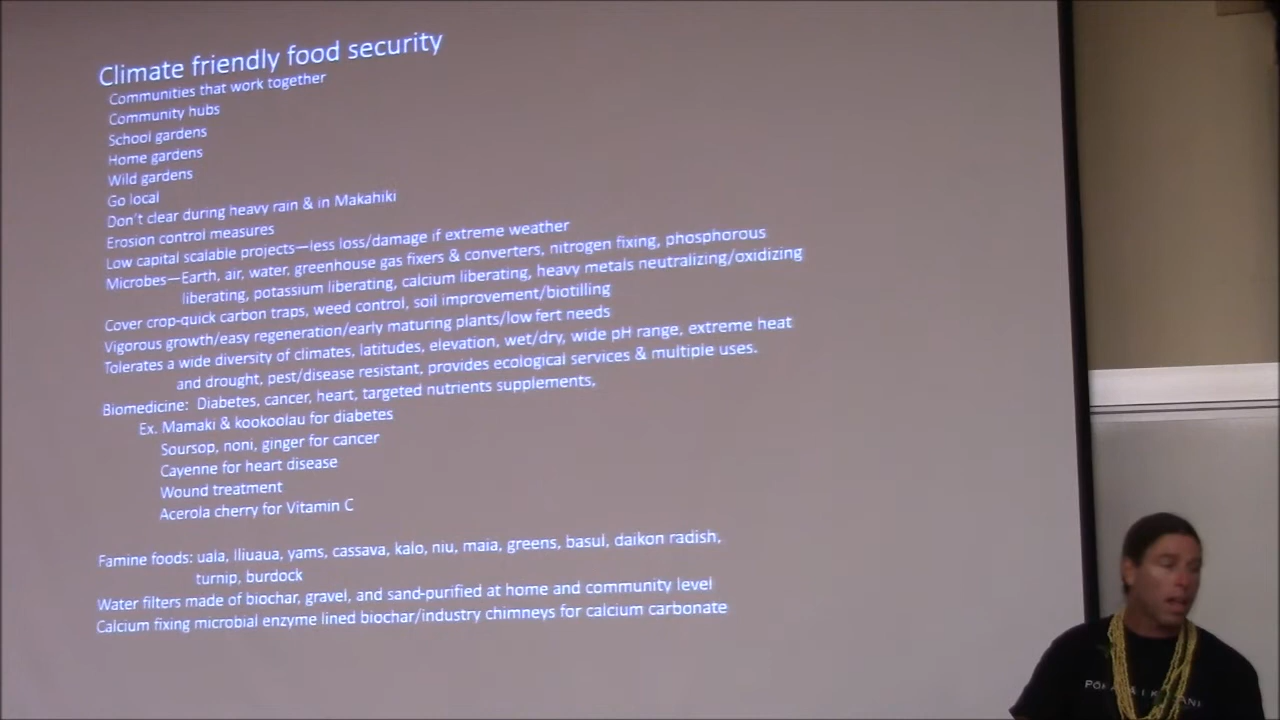 Climate friendly food security
Communities that work together
Community hubs
School gardens
Home gardens
Wild gardens
Go local
Don't clear during heavy rain & in Makahiki
Erosion control measures
Low capital scalable projects—less loss/damage if extreme weather
Microbes—Earth, air, water, greenhouse gas fixers & converters, nitrogen fixing, phosphorous
liberating, potassium liberating, calcium liberating, heavy metals neutralizing/oxidizing
Cover crop-quick carbon traps, weed control, soil improvement/biotilling
Vigorous growth/easy regeneration/early maturing plants/low fert needs
Tolerates a wide diversity of climates, latitudes, elevation, wet/dry, wide pH range, extreme heat
and drought, pest/disease resistant, provides ecological services & multiple uses.
Biomedicine: Diabetes, cancer, heart, targeted nutrients supplements,
Ex. Mamaki & kookoolau for diabetes
Soursop, noni, ginger for cancer
Cayenne for heart disease
Wound treatment
Acerola cherry for Vitamin C
Famine foods: uala, Iliuaua, yams, cassava, kalo, niu, maia, greens, basul, daikon radish,
turnip, burdock
Water filters made of biochar, gravel, and sand-purified at home and community level
Calcium fixing microbial enzyme lined biochar/industry chimneys for calcium carbonate